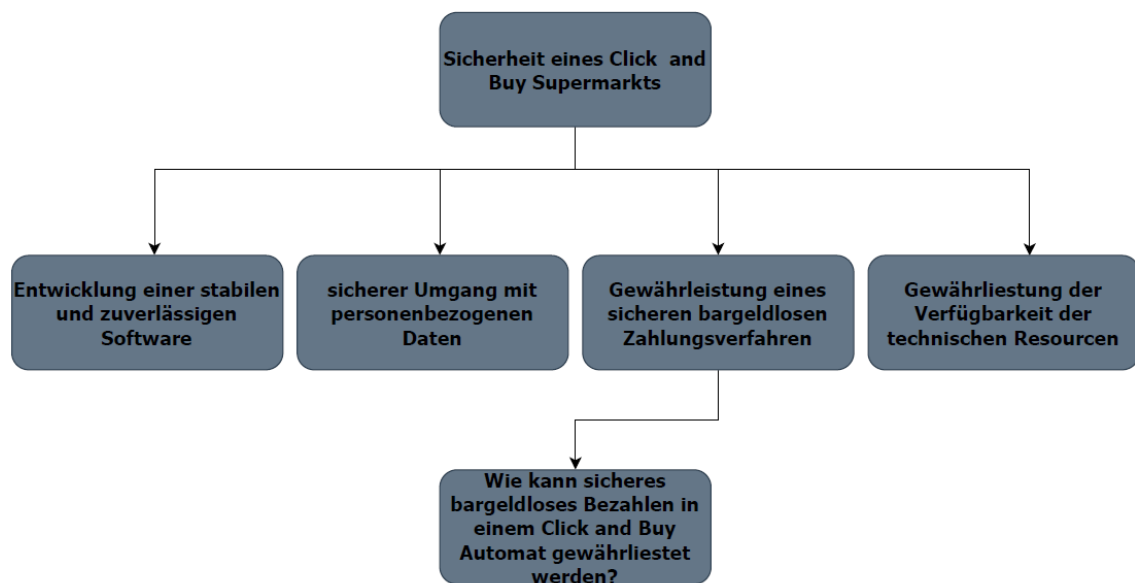 Sicherheit eines Click and
Buy Supermarkts
Entwicklung einer stabilen
und zuverlässigen
Software
sicherer Umgang mit
personenbezogenen
Daten
Gewährleistung eines
sicheren bargeldlosen
Zahlungsverfahren
Gewährliestung der
Verfügbarkeit der
technischen Resourcen
Wie kann sicheres
bargeldloses Bezahlen in
einem Click and Buy
Automat gewährliestet
werden?